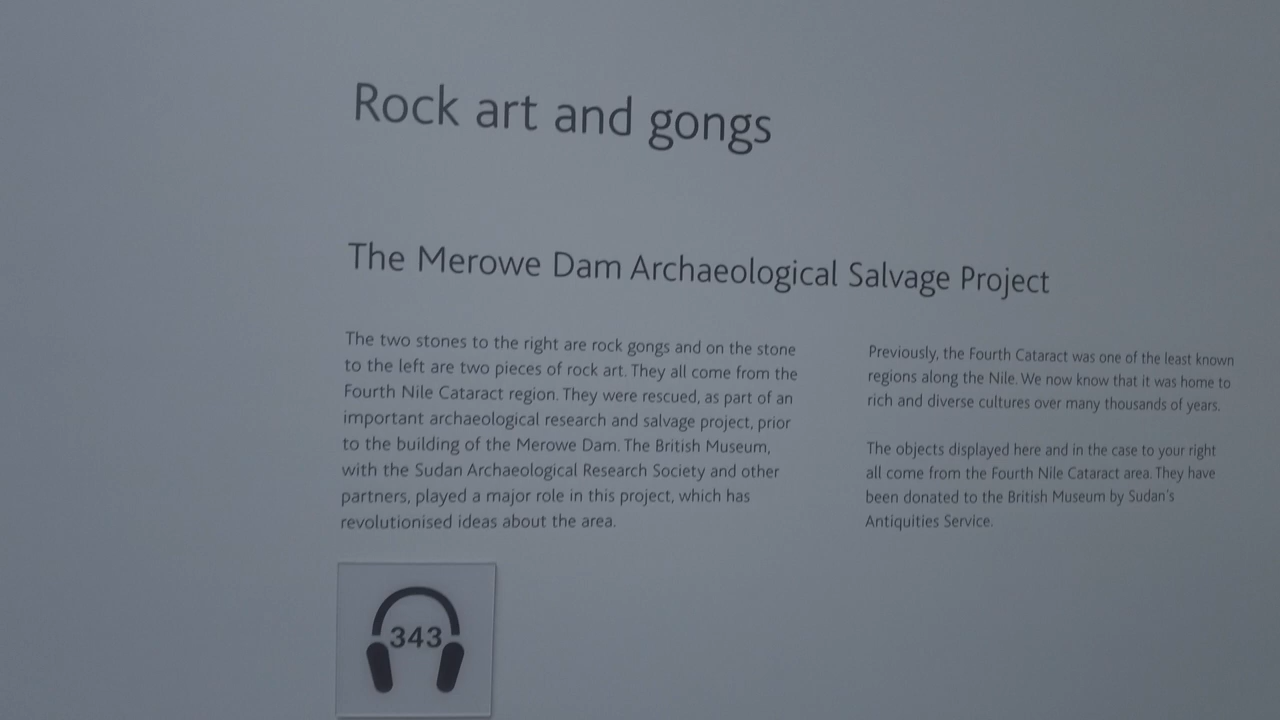 Rock art and gongs
The Merowe Dam Archaeological Salvage Project
The two stones to the right are rock gongs and on the stone
to the left are two pieces of rock art. They all come from the
Fourth Nile Cataract region. They were rescued, as part of an
important archaeological research and salvage project, prior
to the building of the Merowe Dam. The British Museum,
with the Sudan Archaeological Research Society and other
partners, played a major role in this project, which has
revolutionised ideas about the area.
Previously, the Fourth Cataract was one of the least known
regions along the Nile. We now know that it was home to
rich and diverse cultures over many thousands of years.
The objects displayed here and in the case to your right
all come from the Fourth Nile Cataract area. They have
been donated to the British Museum by Sudan's
Antiquities Service.
343